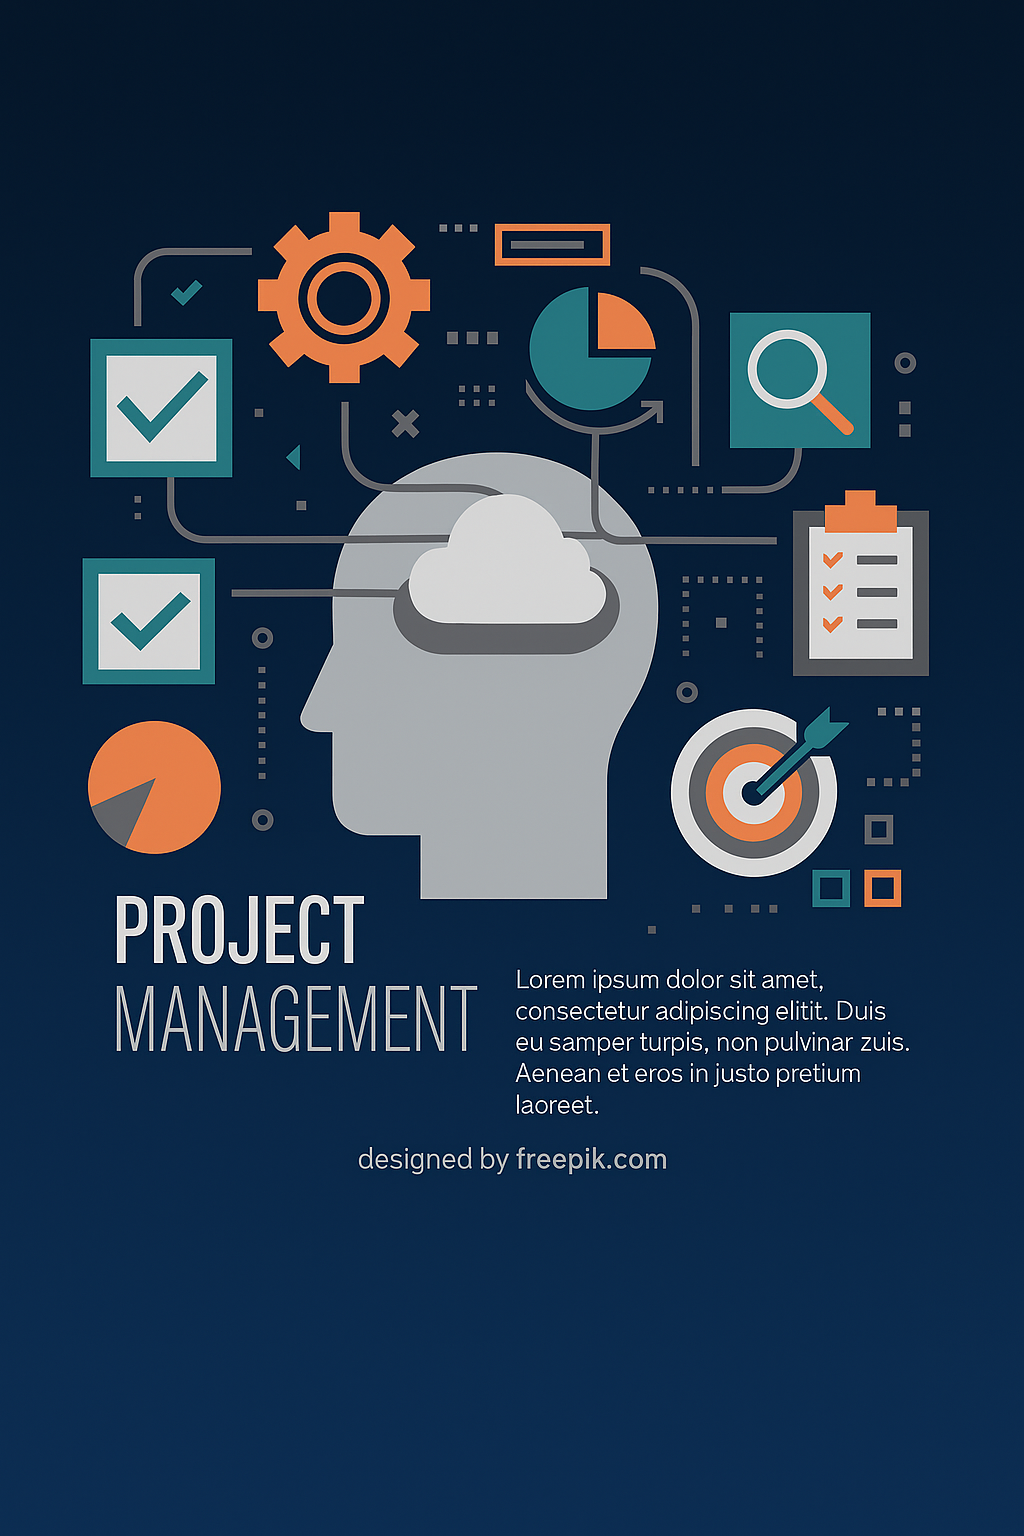 PROJECT
MANAGEMENT
Lorem ipsum dolor sit amet,
consectetur adipiscing elitit. Duis
eu samper turpis, non pulvinar zuis.
Aenean et eros in justo pretium
laoreet.
designed by freepik.com